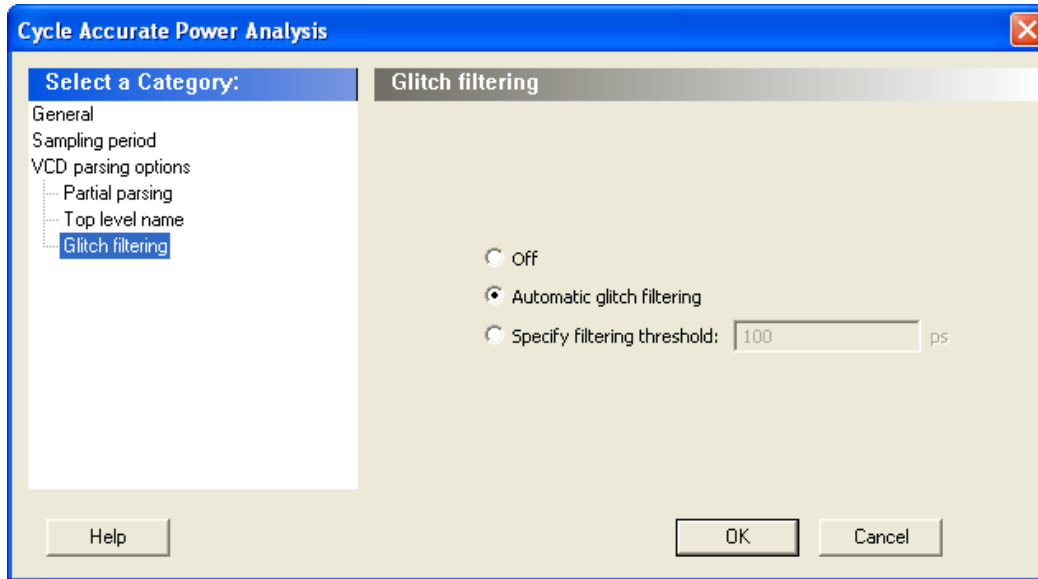 Cycle Accurate Power Analysis
Select a Category:
General
Sampling period
VCD parsing options
Partial parsing
Top level name
Glitch filtering
Glitch filtering
Off
Automatic glitch filtering
Specify filtering threshold: 100 ps
Help
OK
Cancel